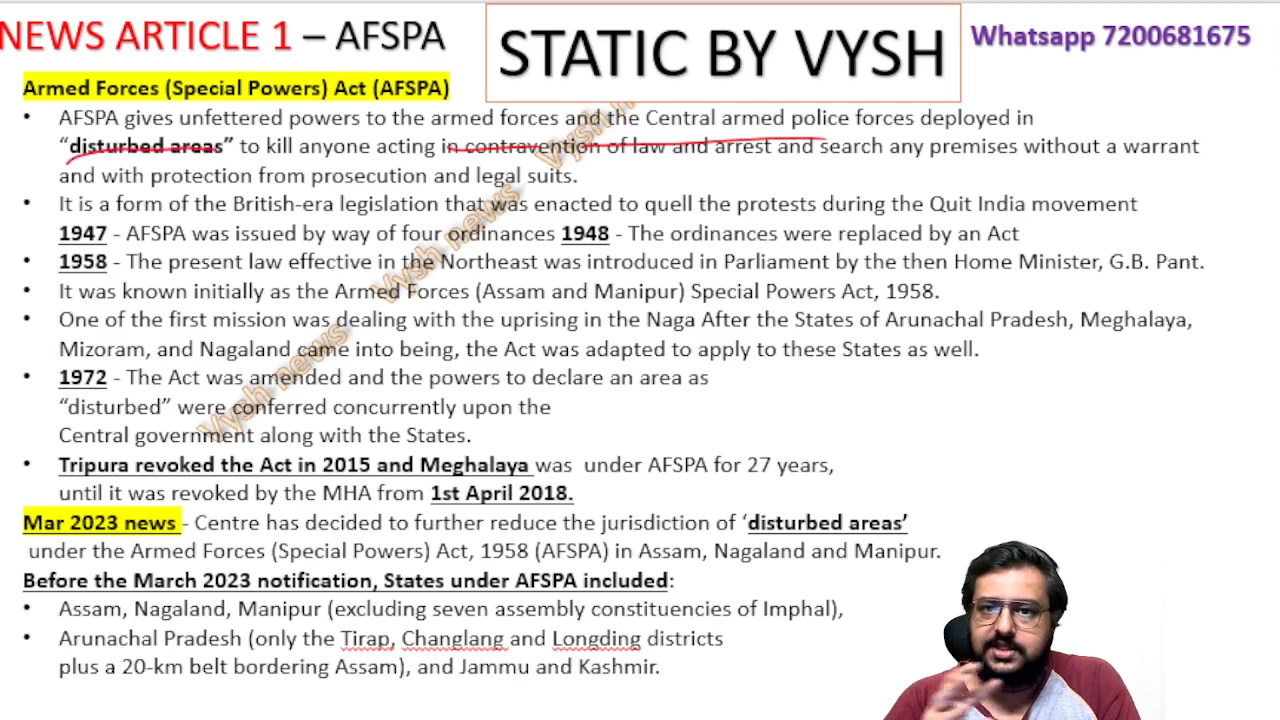 NEWS ARTICLE 1 – AFSPA
STATIC BY VYSH
Whatsapp 7200681675
Armed Forces (Special Powers) Act (AFSPA)
• AFSPA gives unfettered powers to the armed forces and the Central armed police forces deployed in
“disturbed areas” to kill anyone acting in contravention of law and arrest and search any premises without a warrant
and with protection from prosecution and legal suits.
• It is a form of the British-era legislation that was enacted to quell the protests during the Quit India movement
1947 - AFSPA was issued by way of four ordinances 1948 - The ordinances were replaced by an Act
• 1958 - The present law effective in the Northeast was introduced in Parliament by the then Home Minister, G.B. Pant.
• It was known initially as the Armed Forces (Assam and Manipur) Special Powers Act, 1958.
• One of the first mission was dealing with the uprising in the Naga After the States of Arunachal Pradesh, Meghalaya,
Mizoram, and Nagaland came into being, the Act was adapted to apply to these States as well.
• 1972 - The Act was amended and the powers to declare an area as
“disturbed” were conferred concurrently upon the
Central government along with the States.
• Tripura revoked the Act in 2015 and Meghalaya was under AFSPA for 27 years,
until it was revoked by the MHA from 1st April 2018.
Mar 2023 news - Centre has decided to further reduce the jurisdiction of ‘disturbed areas’
under the Armed Forces (Special Powers) Act, 1958 (AFSPA) in Assam, Nagaland and Manipur.
Before the March 2023 notification, States under AFSPA included:
• Assam, Nagaland, Manipur (excluding seven assembly constituencies of Imphal),
• Arunachal Pradesh (only the Tirap, Changlang and Longding districts
plus a 20-km belt bordering Assam), and Jammu and Kashmir.
Vysh news
Vysh news
Vysh